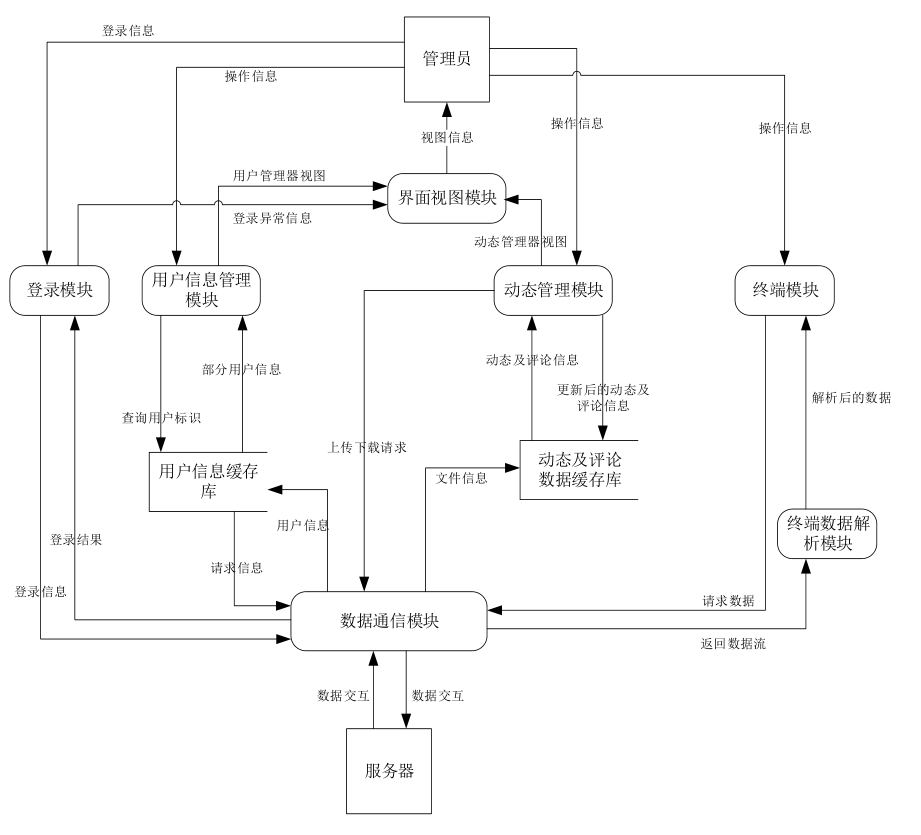 登录信息
管理员
操作信息
操作信息
操作信息
视图信息
用户管理器视图
界面视图模块
登录异常信息
动态管理器视图
登录模块
用户信息管理
模块
动态管理模块
终端模块
部分用户信息
动态及评论信息
更新后的动态及
评论信息
解析后的数据
查询用户标识
上传下载请求
用户信息缓存
库
文件信息
动态及评论
数据缓存库
用户信息
终端数据解
析模块
登录结果
请求信息
登录信息
数据通信模块
请求数据
返回数据流
数据交互
数据交互
服务器